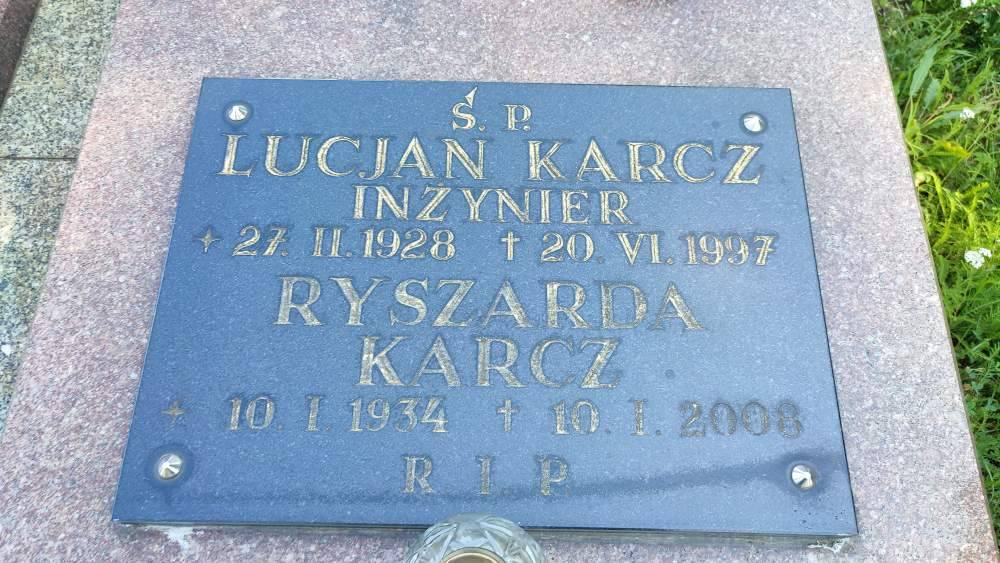 Ś. P.
LUCJAN KARCZ
INŻYNIER
27. II. 1928 † 20. VI. 1997
RYSZARDA
KARCZ
10. I. 1934 † 10. I. 2008
R I P